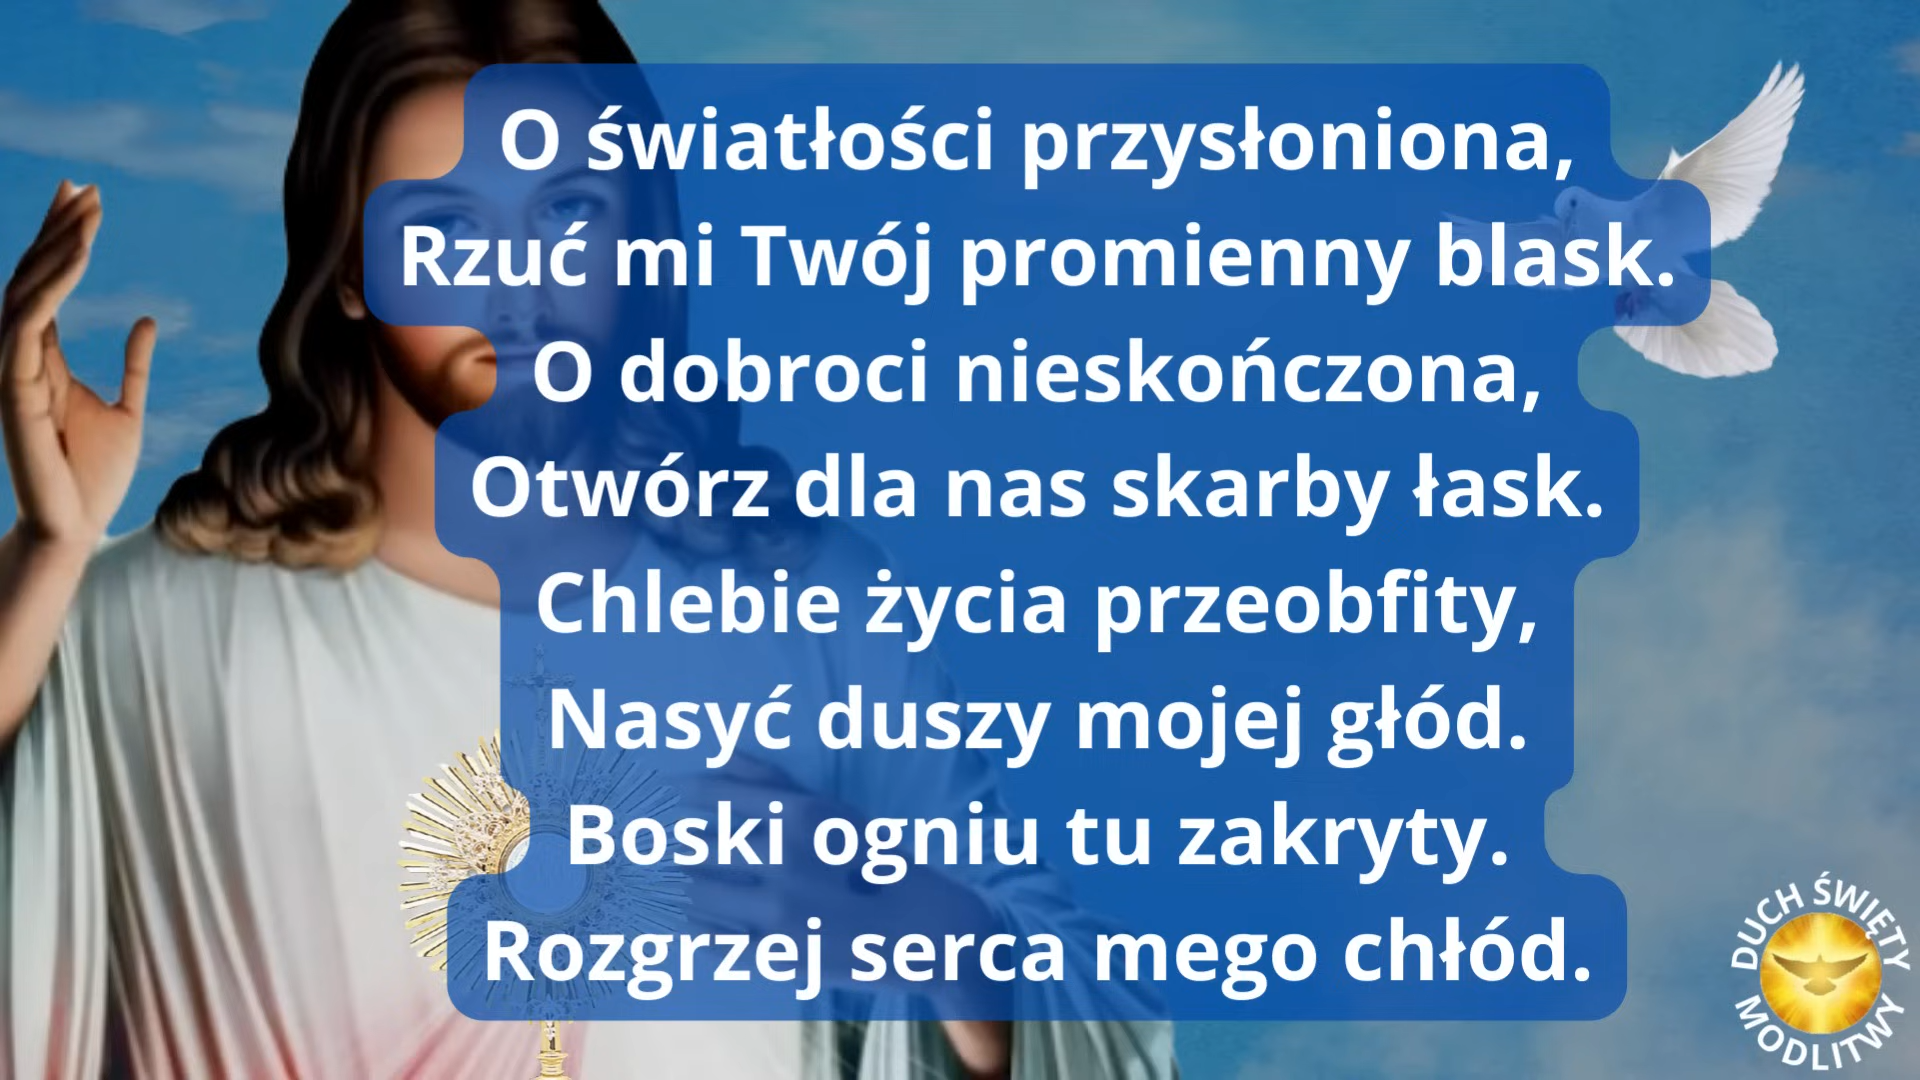 O światłości przysłoniona,
Rzuć mi Twój promienny blask.
O dobroci nieskończona,
Otwórz dla nas skarby łask.
Chlebie życia przeobfity,
Nasyć duszy mojej głód.
Boski ogniu tu zakryty.
Rozgrzej serca mego chłód.
DUCH ŚWIĘTY
MODLITWY